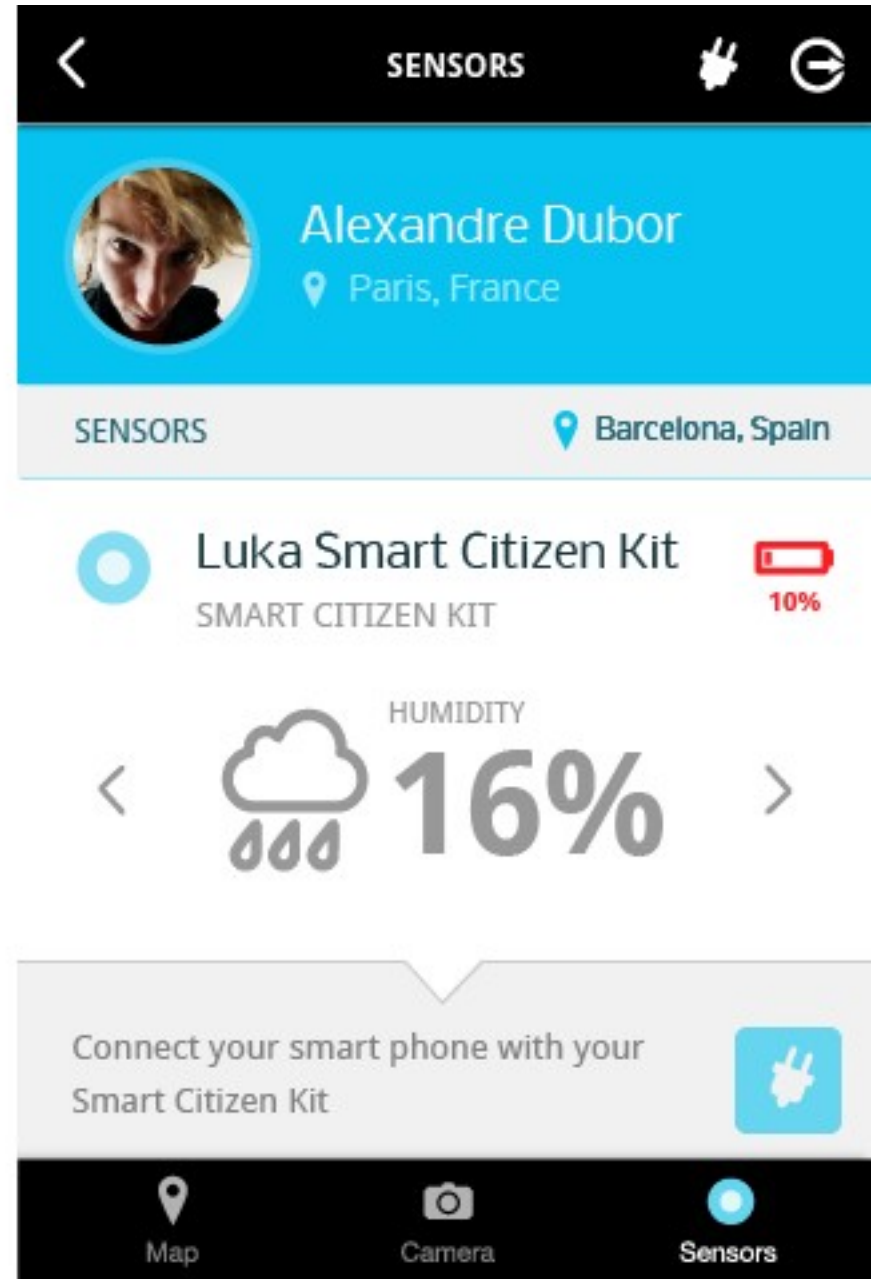 SENSORS
Alexandre Dubor
Paris, France
SENSORS
Barcelona, Spain
Luka Smart Citizen Kit
SMART CITIZEN KIT
10%
HUMIDITY
16%
Connect your smart phone with your
Smart Citizen Kit
Map
Camera
Sensors